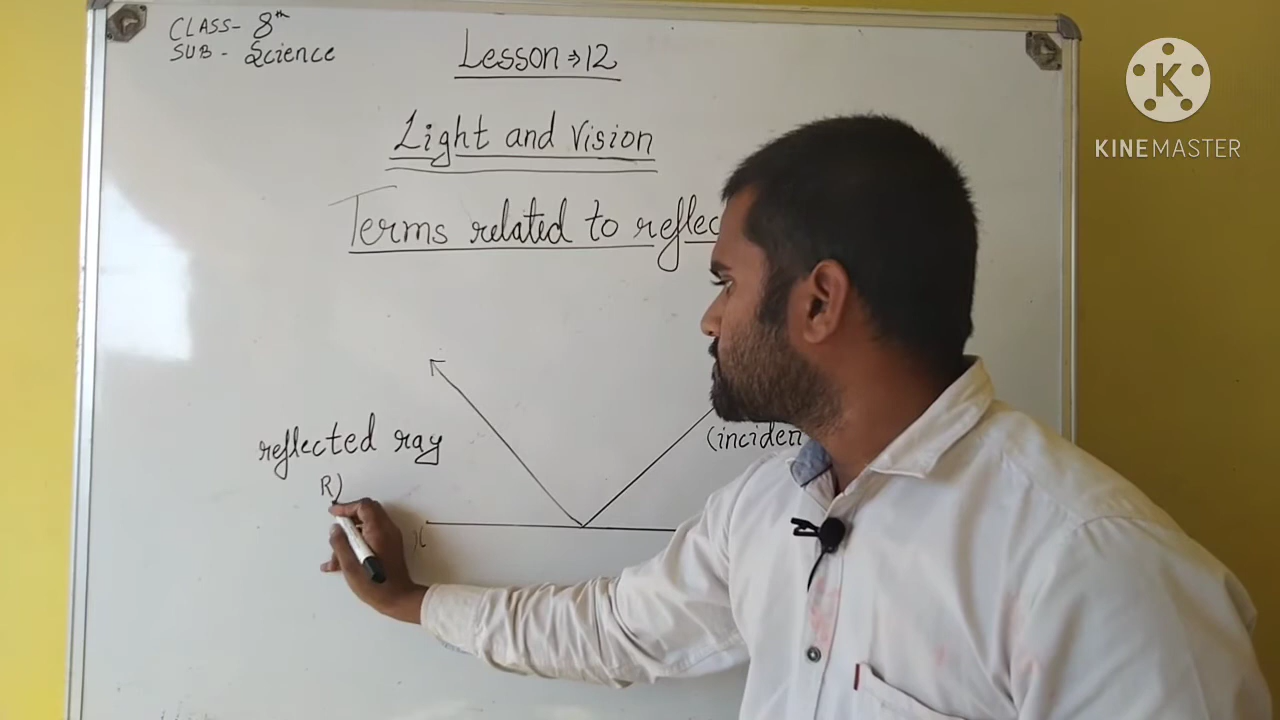 CLASS- 8th
SUB - Science
Lesson ⇒ 12
Light and vision
Terms related to reflec
reflected ray
R)
(inciden
K
KINEMASTER